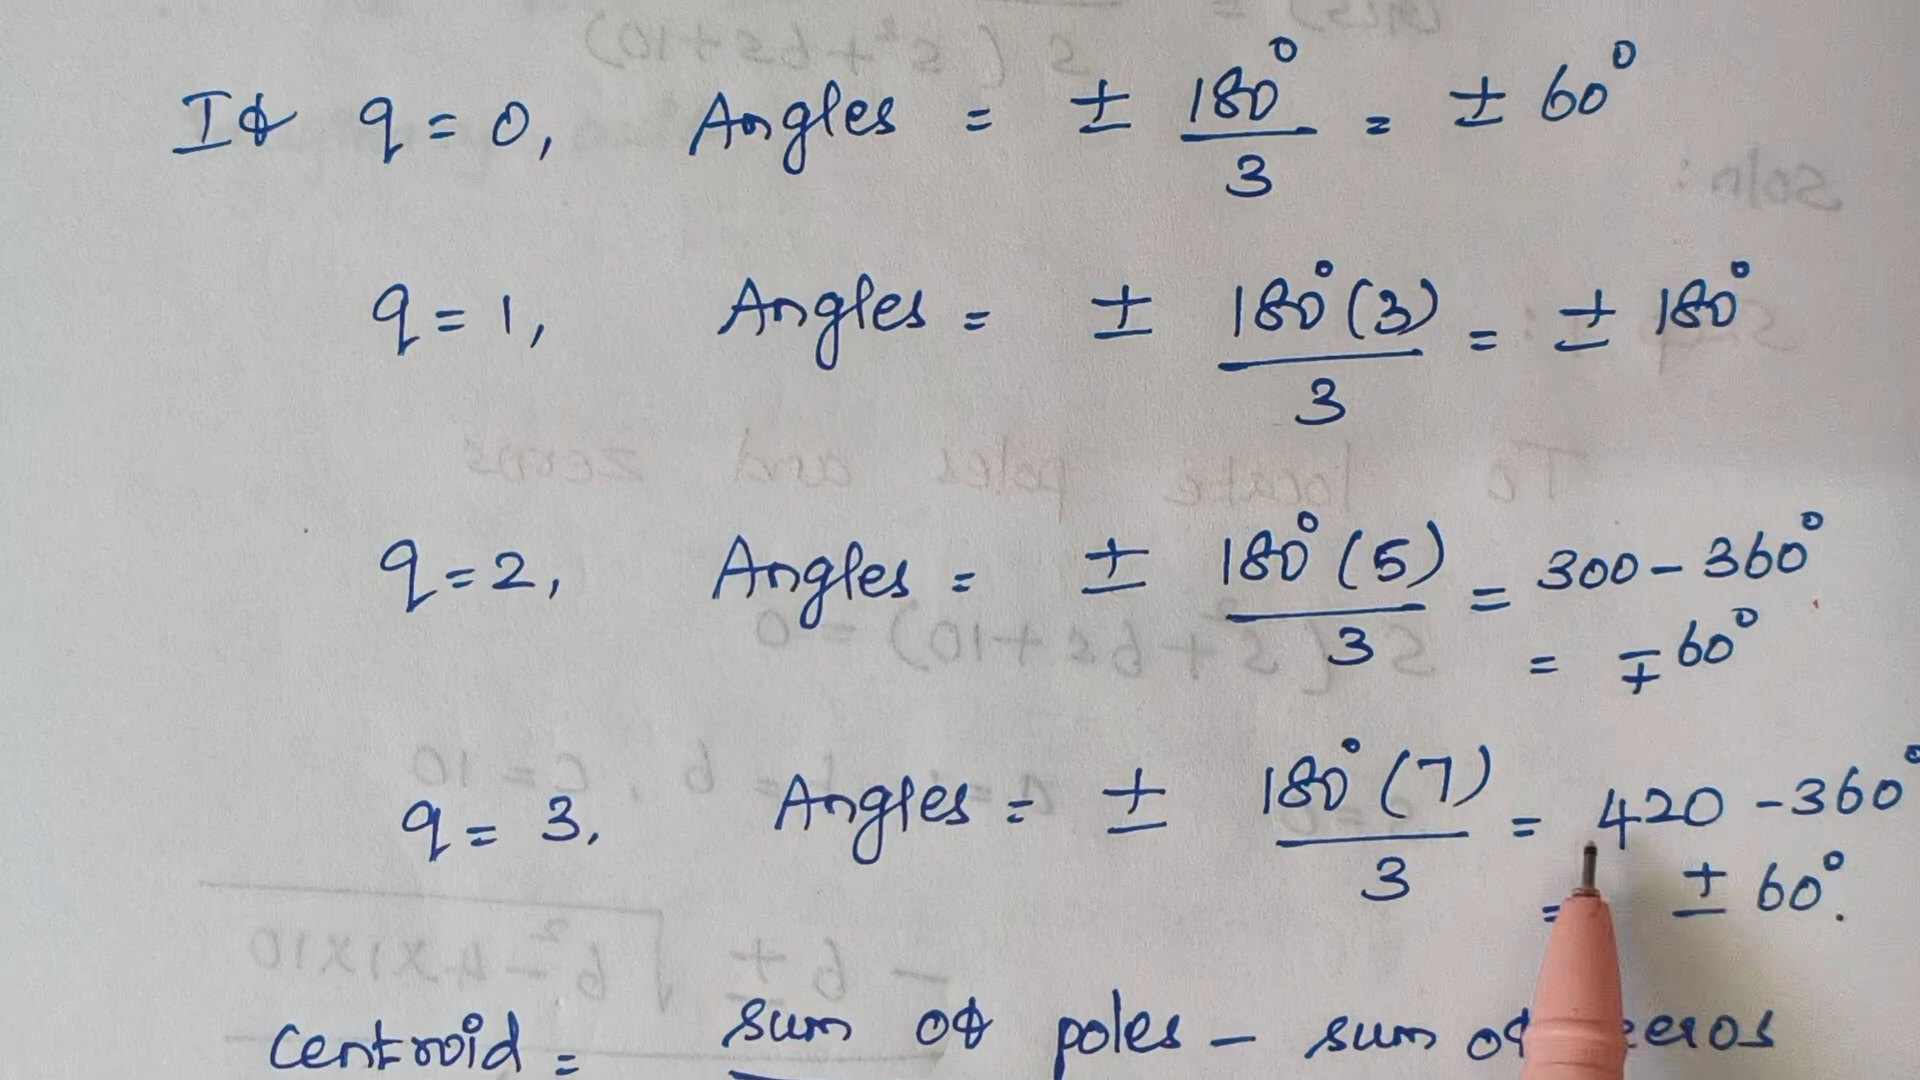 If q = 0, Angles = ± 180°/3 = ± 60°
q = 1, Angles = ± 180°(3)/3 = ± 180°
q = 2, Angles = ± 180°(5)/3 = 300 - 360°
= ∓ 60°
q = 3, Angles = ± 180°(7)/3 = 420 - 360°
= ± 60°.
Centroid = sum of poles - sum of zeros